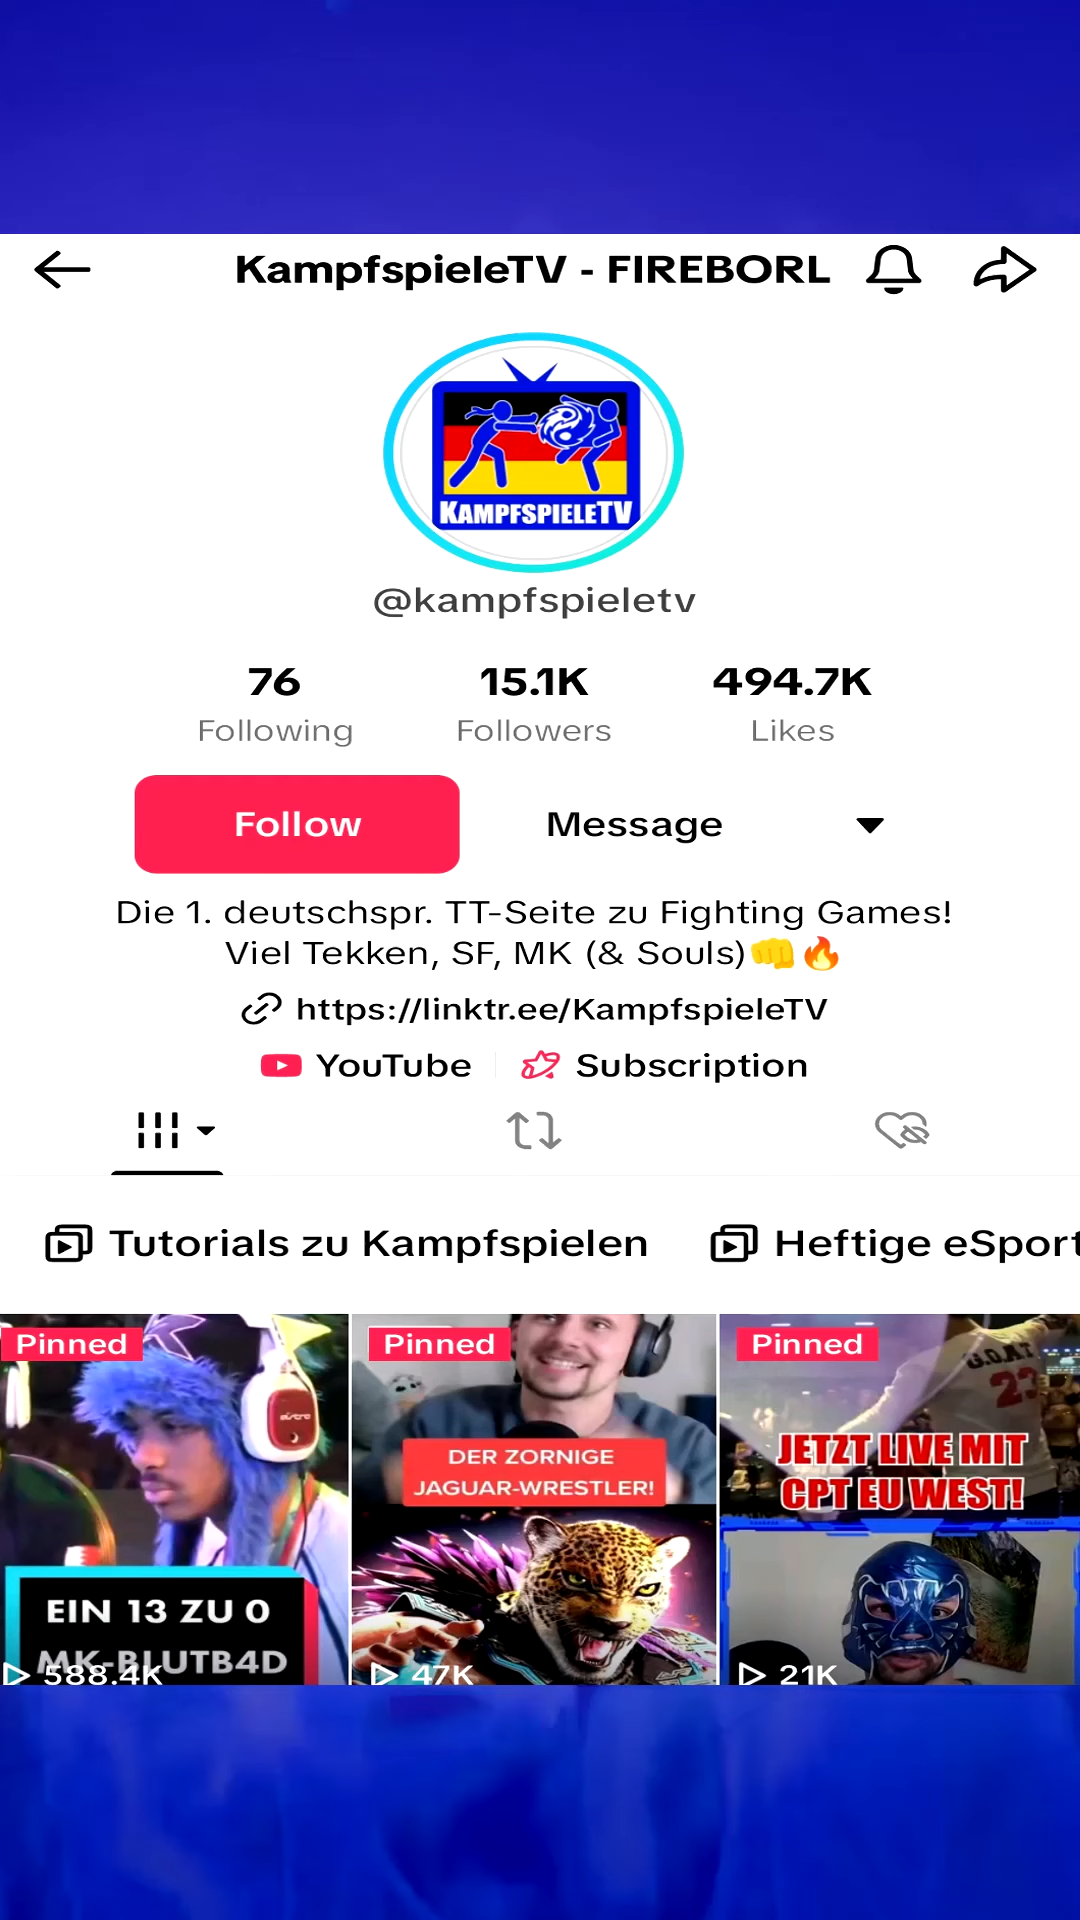 KampfspieleTV - FIREBORL
KAMPFSPIELETV
@kampfspieletv
76 15.1K 494.7K
Following Followers Likes
Follow Message
Die 1. deutschspr. TT-Seite zu Fighting Games!
Viel Tekken, SF, MK (& Souls)👊🔥
https://linktr.ee/KampfspieleTV
YouTube Subscription
Tutorials zu Kampfspielen Heftige eSport
Pinned
astro
EIN 13 ZU 0
MK-BLUTB4D
588.4K
Pinned
DER ZORNIGE
JAGUAR-WRESTLER!
47K
Pinned
G.O.A.T
23
JETZT LIVE MIT
CPT EU WEST!
21K